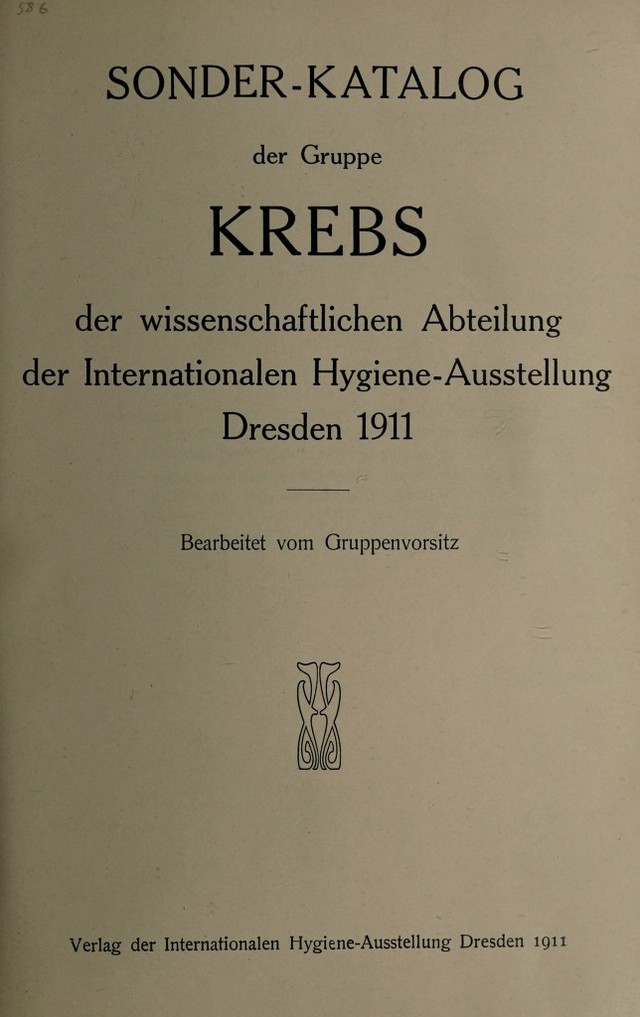 586
SONDER-KATALOG
der Gruppe
KREBS
der wissenschaftlichen Abteilung
der Internationalen Hygiene-Ausstellung
Dresden 1911
Bearbeitet vom Gruppenvorsitz
Verlag der Internationalen Hygiene-Ausstellung Dresden 1911